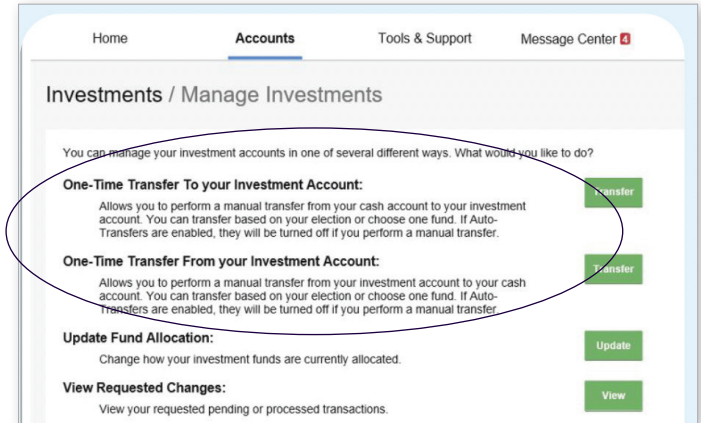 Home Accounts Tools & Support Message Center 4
Investments / Manage Investments
You can manage your investment accounts in one of several different ways. What would you like to do?
One-Time Transfer To your Investment Account:
Transfer
Allows you to perform a manual transfer from your cash account to your investment
account. You can transfer based on your election or choose one fund. If Auto-
Transfers are enabled, they will be turned off if you perform a manual transfer.
One-Time Transfer From your Investment Account:
Transfer
Allows you to perform a manual transfer from your investment account to your cash
account. You can transfer based on your election or choose one fund. If Auto-
Transfers are enabled, they will be turned off if you perform a manual transfer.
Update Fund Allocation:
Update
Change how your investment funds are currently allocated.
View Requested Changes:
View
View your requested pending or processed transactions.